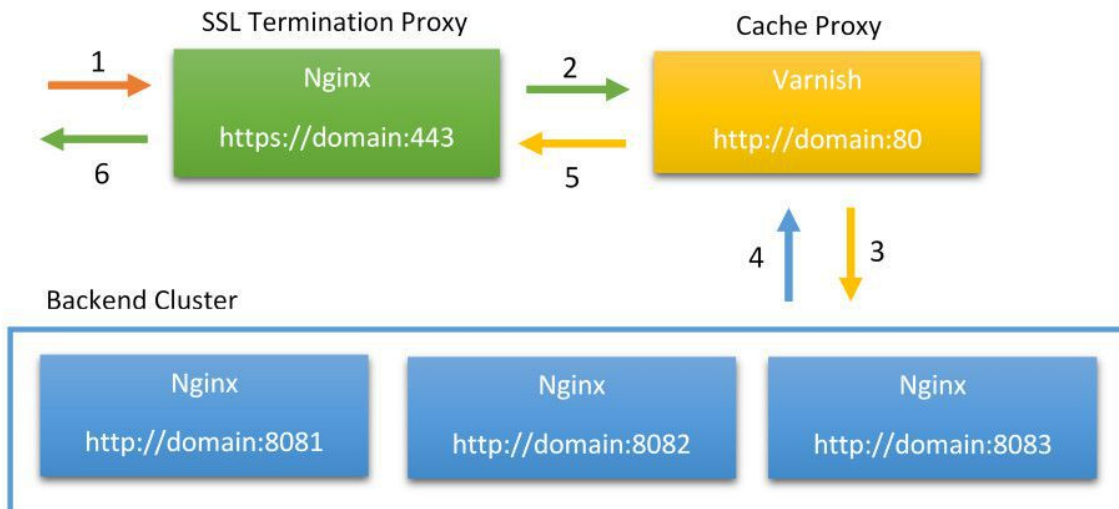 SSL Termination Proxy
Cache Proxy
1
Nginx
https://domain:443
2
Varnish
http://domain:80
6
5
4
3
Backend Cluster
Nginx
http://domain:8081
Nginx
http://domain:8082
Nginx
http://domain:8083